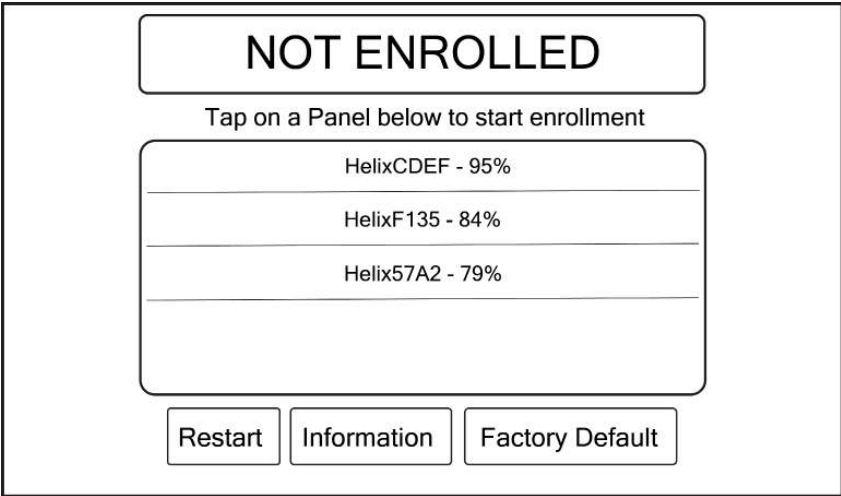 NOT ENROLLED
Tap on a Panel below to start enrollment
HelixCDEF - 95%
HelixF135 - 84%
Helix57A2 - 79%
Restart Information Factory Default